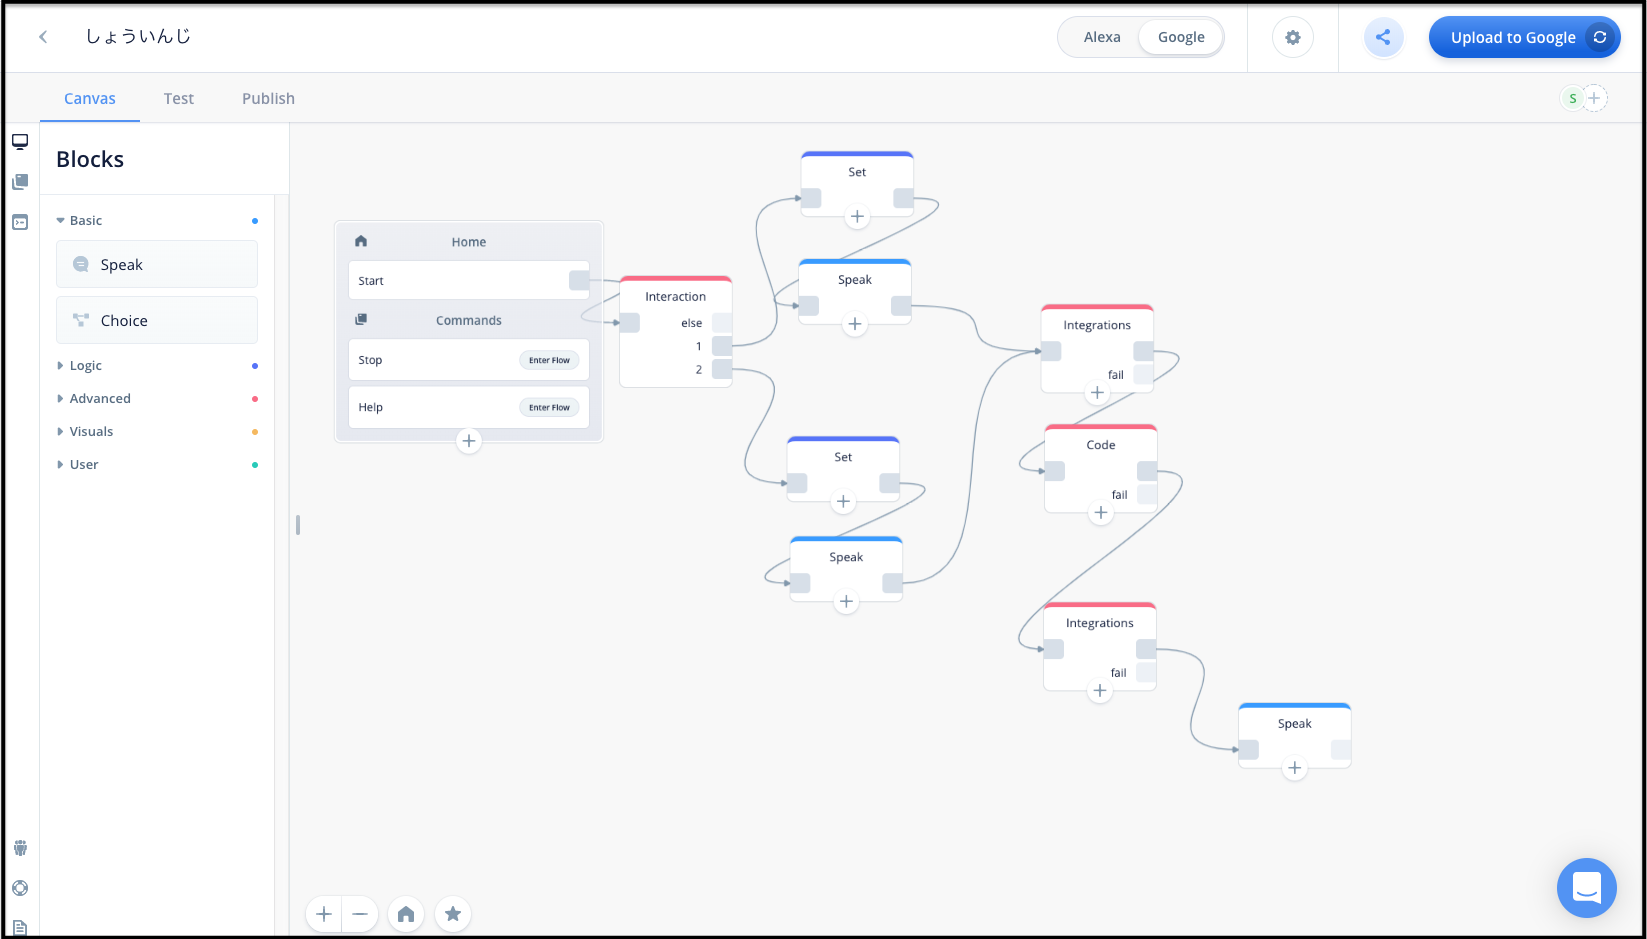 しょういんじ
Alexa
Google
Upload to Google
Canvas
Test
Publish
S
Blocks
Basic
Speak
Choice
Logic
Advanced
Visuals
User
Home
Start
Commands
Stop
Enter Flow
Help
Enter Flow
Interaction
else
1
2
Set
Speak
Set
Speak
Integrations
fail
Code
fail
Integrations
fail
Speak